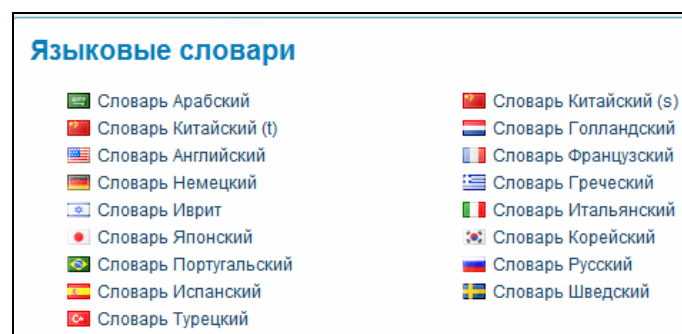 Языковые словари
Словарь Арабский
Словарь Китайский (t)
Словарь Английский
Словарь Немецкий
Словарь Иврит
Словарь Японский
Словарь Португальский
Словарь Испанский
Словарь Турецкий
Словарь Китайский (s)
Словарь Голландский
Словарь Французский
Словарь Греческий
Словарь Итальянский
Словарь Корейский
Словарь Русский
Словарь Шведский